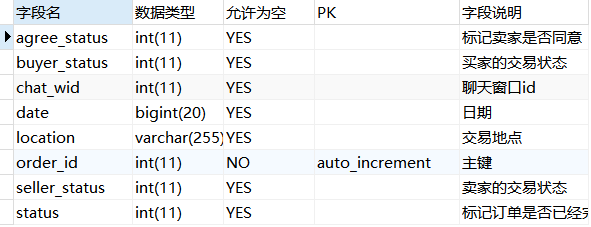 字段名 数据类型 允许为空 PK 字段说明
agree_status int(11) YES 标记卖家是否同意
buyer_status int(11) YES 买家的交易状态
chat_wid int(11) YES 聊天窗口id
date bigint(20) YES 日期
location varchar(255) YES 交易地点
order_id int(11) NO auto_increment 主键
seller_status int(11) YES 卖家的交易状态
status int(11) YES 标记订单是否已经